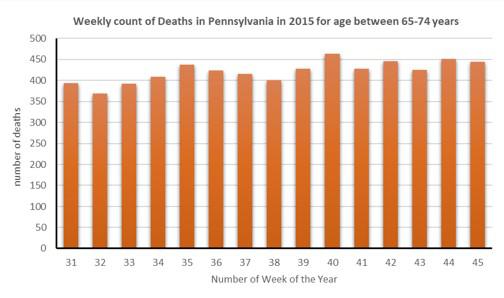 Weekly count of Deaths in Pennsylvania in 2015 for age between 65-74 years
500
450
400
350
300
250
200
150
100
50
0
number of deaths
31 32 33 34 35 36 37 38 39 40 41 42 43 44 45
Number of Week of the Year